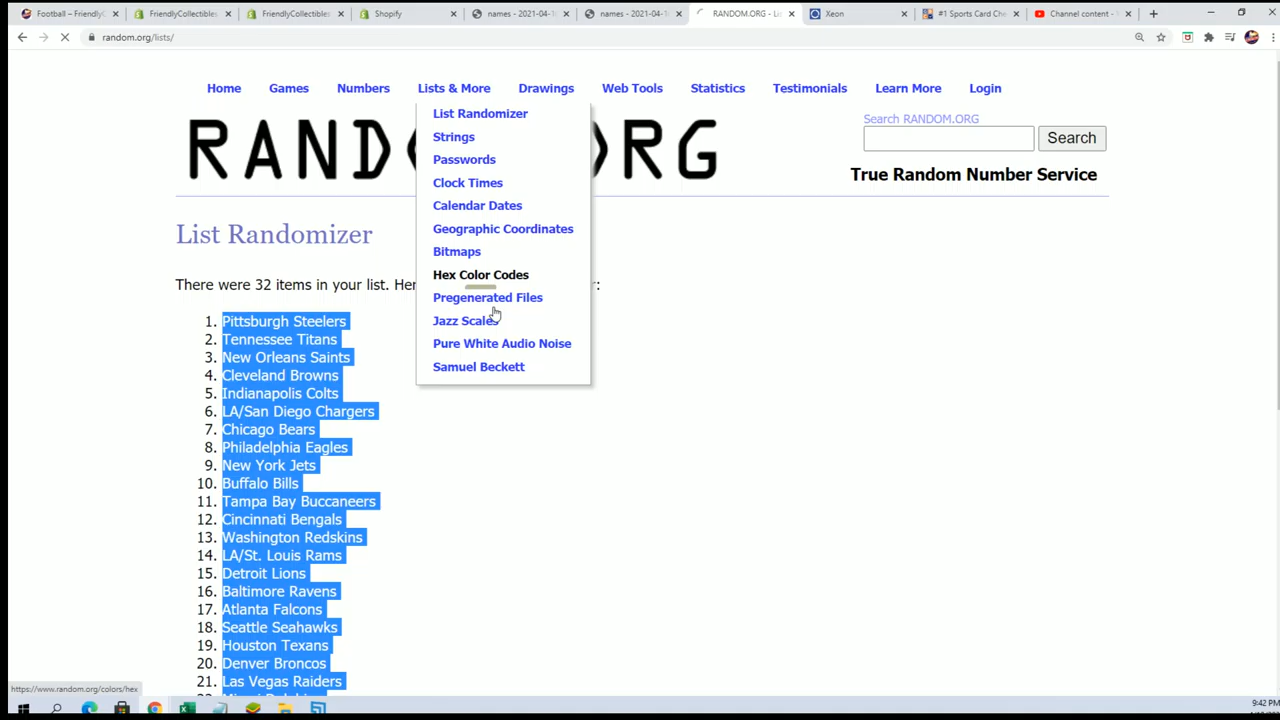 Football – FriendlyC
FriendlyCollectibles
FriendlyCollectibles
Shopify
names - 2021-04-1
names - 2021-04-1
RANDOM.ORG - Li
Xeon
#1 Sports Card Che
Channel content - Y
random.org/lists/
Home
Games
Numbers
Lists & More
Drawings
Web Tools
Statistics
Testimonials
Learn More
Login
List Randomizer
Strings
Passwords
Clock Times
Calendar Dates
Geographic Coordinates
Bitmaps
Hex Color Codes
Pregenerated Files
Jazz Scales
Pure White Audio Noise
Samuel Beckett
RAND ORG
Search RANDOM.ORG
Search
True Random Number Service
List Randomizer
There were 32 items in your list. Her :
1. Pittsburgh Steelers
2. Tennessee Titans
3. New Orleans Saints
4. Cleveland Browns
5. Indianapolis Colts
6. LA/San Diego Chargers
7. Chicago Bears
8. Philadelphia Eagles
9. New York Jets
10. Buffalo Bills
11. Tampa Bay Buccaneers
12. Cincinnati Bengals
13. Washington Redskins
14. LA/St. Louis Rams
15. Detroit Lions
16. Baltimore Ravens
17. Atlanta Falcons
18. Seattle Seahawks
19. Houston Texans
20. Denver Broncos
21. Las Vegas Raiders
https://www.random.org/colors/hex
9:42 PM